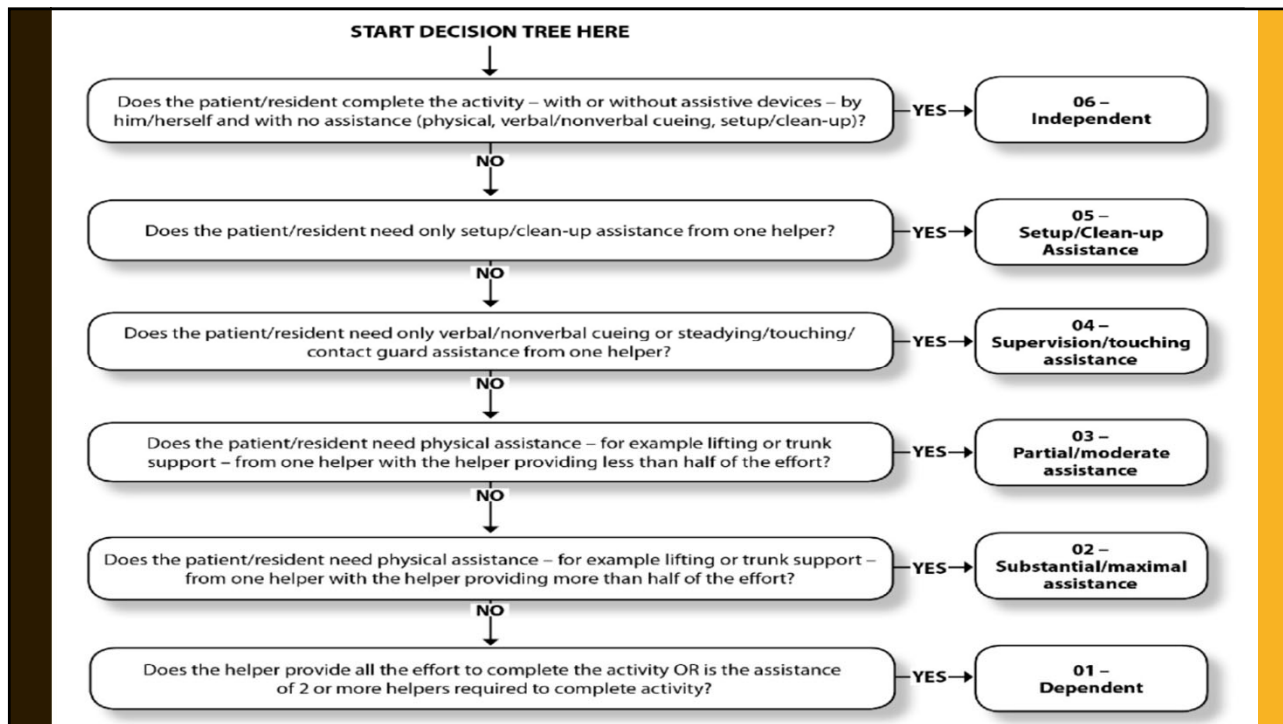 START DECISION TREE HERE
Does the patient/resident complete the activity – with or without assistive devices – by
him/herself and with no assistance (physical, verbal/nonverbal cueing, setup/clean-up)?
YES
06 –
Independent
NO
Does the patient/resident need only setup/clean-up assistance from one helper?
YES
05 –
Setup/Clean-up
Assistance
NO
Does the patient/resident need only verbal/nonverbal cueing or steadying/touching/
contact guard assistance from one helper?
YES
04 –
Supervision/touching
assistance
NO
Does the patient/resident need physical assistance – for example lifting or trunk
support – from one helper with the helper providing less than half of the effort?
YES
03 –
Partial/moderate
assistance
NO
Does the patient/resident need physical assistance – for example lifting or trunk support –
from one helper with the helper providing more than half of the effort?
YES
02 –
Substantial/maximal
assistance
NO
Does the helper provide all the effort to complete the activity OR is the assistance
of 2 or more helpers required to complete activity?
YES
01 –
Dependent